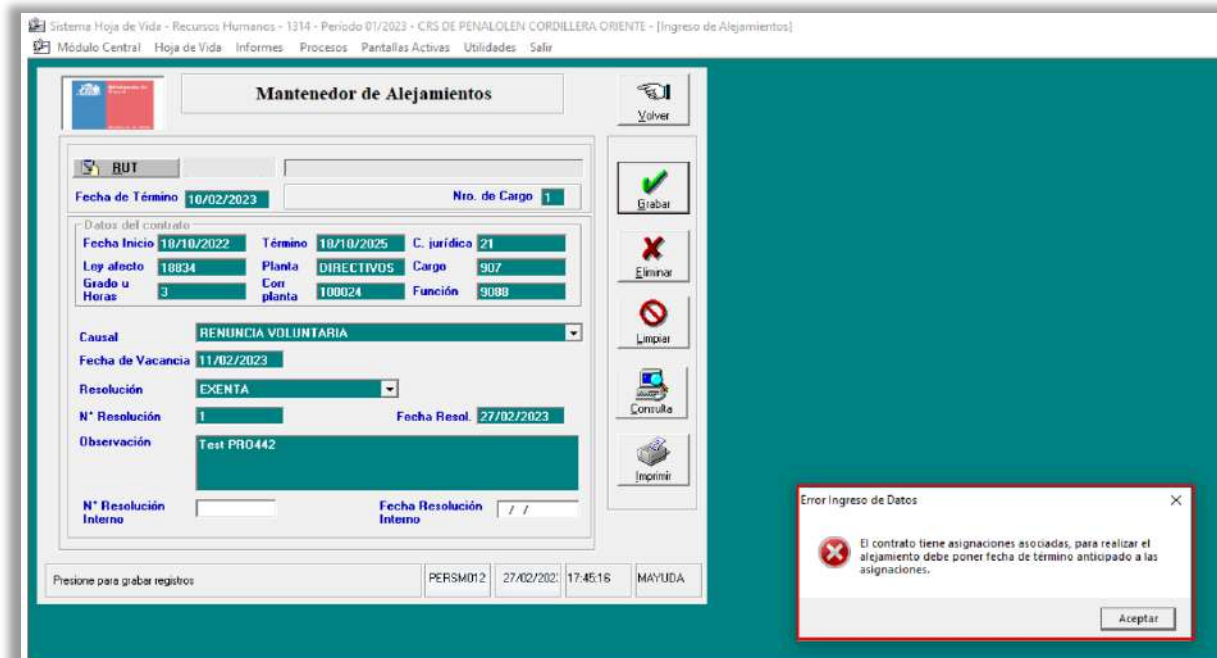 Sistema Hoja de Vida - Recursos Humanos - 1314 - Período 01/2023 - CRS DE PENALOLEN CORDILLERA ORIENTE - [Ingreso de Alejamientos]
Módulo Central Hoja de Vida Informes Procesos Pantallas Activas Utilidades Salir
Mantenedor de Alejamientos
Volver
RUT
Fecha de Término 10/02/2023 Nro. de Cargo 1
Grabar
Datos del contrato
Fecha Inicio 18/10/2022 Término 18/10/2025 C. jurídica 21
Ley afecto 18834 Planta DIRECTIVOS Cargo 907
Eliminar
Grado u Horas 3 Corr planta 100024 Función 9088
Causal RENUNCIA VOLUNTARIA
Limpiar
Fecha de Vacancia 11/02/2023
Resolución EXENTA
N° Resolución 1 Fecha Resol. 27/02/2023
Consulta
Observación Test PRO442
Imprimir
N° Resolución Interno Fecha Resolución Interno / /
Error Ingreso de Datos
El contrato tiene asignaciones asociadas, para realizar el
alejamiento debe poner fecha de término anticipado a las
asignaciones.
Aceptar
Presione para grabar registros PERSM012 27/02/202 17:45:16 MAYUDA